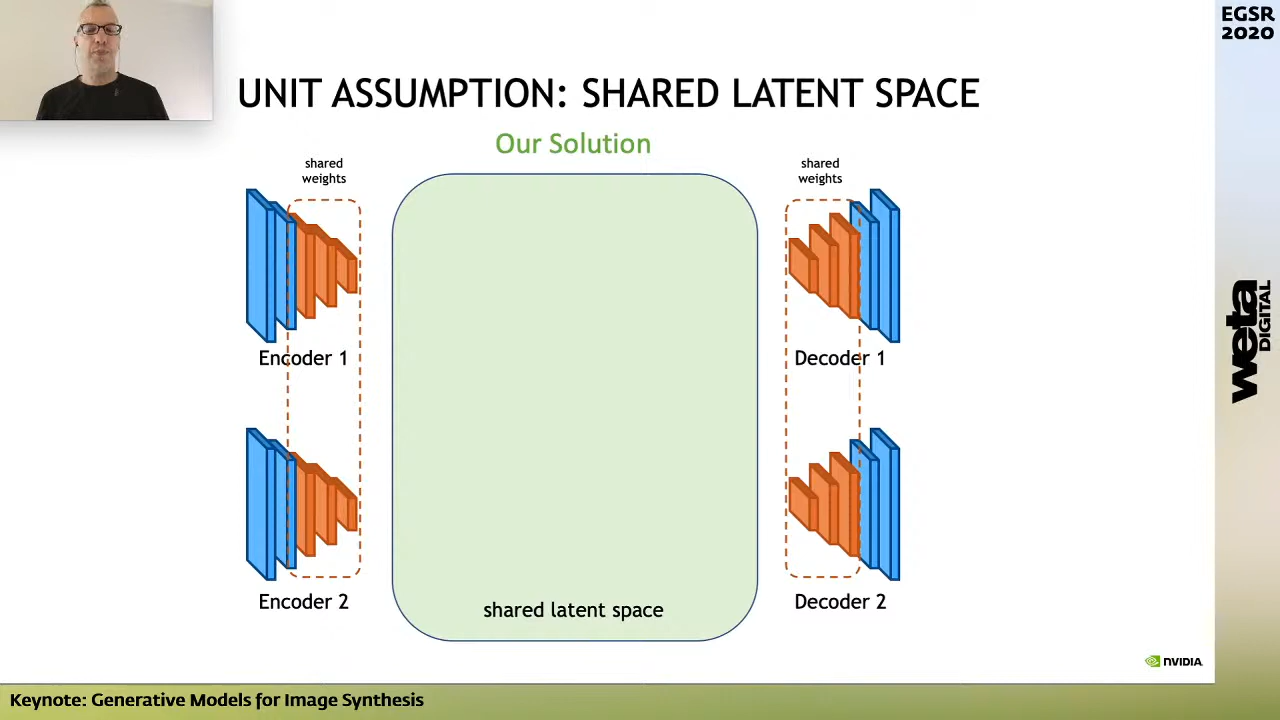 EGSR
2020
UNIT ASSUMPTION: SHARED LATENT SPACE
Our Solution
shared
weights
shared
weights
Encoder 1
Decoder 1
Encoder 2
Decoder 2
shared latent space
weta
DIGITAL
NVIDIA
Keynote: Generative Models for Image Synthesis